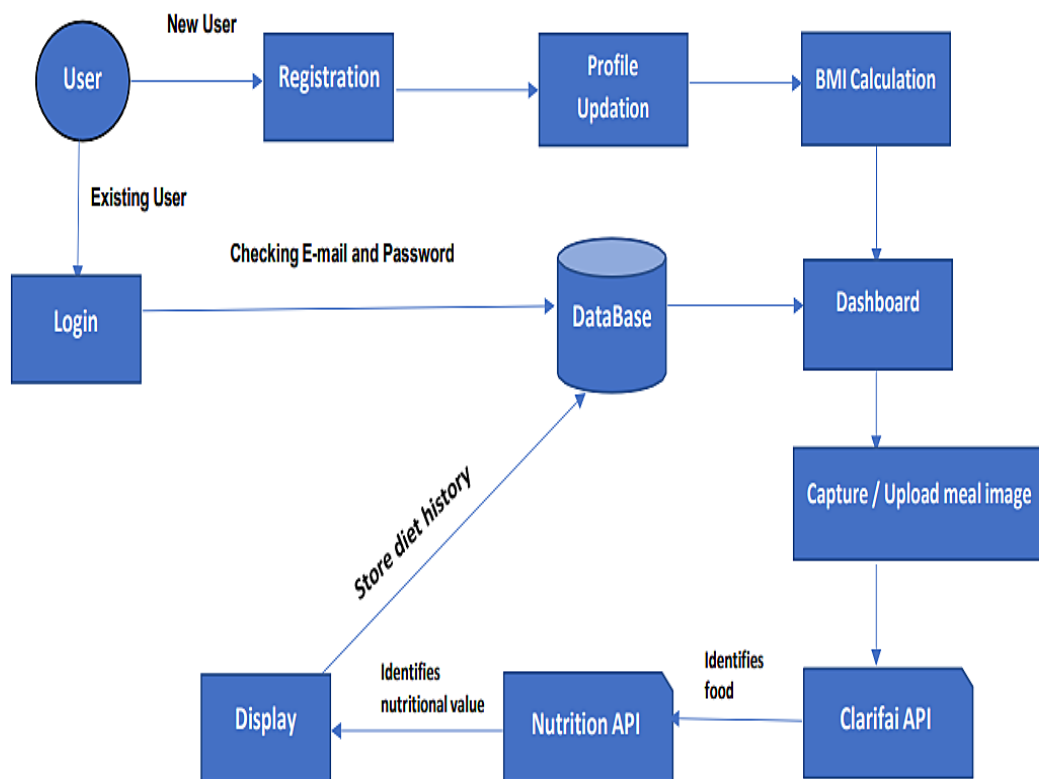 New User
User
Registration
Profile
Updation
BMI Calculation
Existing User
Checking E-mail and Password
Login
DataBase
Dashboard
Capture / Upload meal image
Store diet history
Identifies
food
Identifies
nutritional value
Display
Nutrition API
Clarifai API